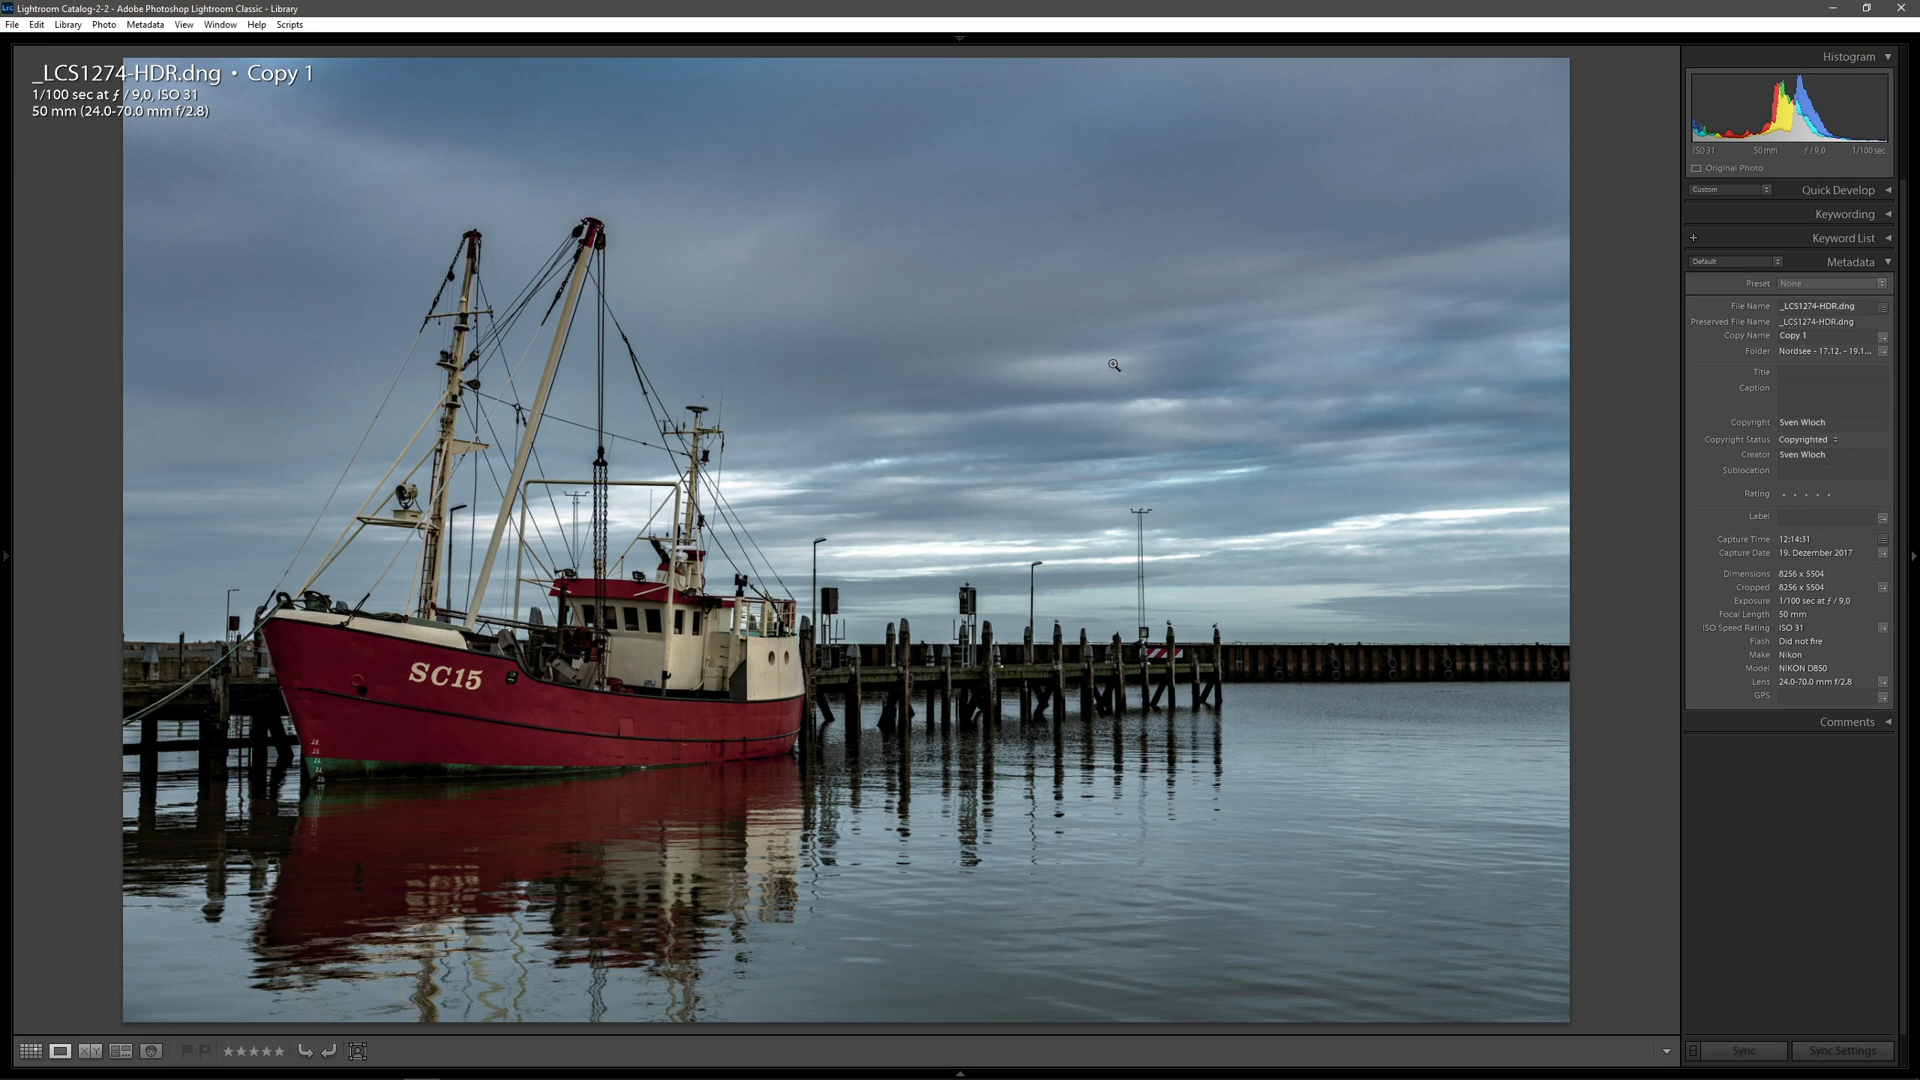 Lightroom Catalog-2-2 - Adobe Photoshop Lightroom Classic - Library
File Edit Library Photo Metadata View Window Help Scripts
_LCS1274-HDR.dng • Copy 1
1/100 sec at ƒ / 9,0, ISO 31
50 mm (24.0-70.0 mm f/2.8)
SC15
Histogram
ISO 31 50 mm ƒ / 9,0 1/100 sec
Original Photo
Custom Quick Develop
Keywording
+ Keyword List
Default Metadata
Preset None
File Name _LCS1274-HDR.dng
Preserved File Name _LCS1274-HDR.dng
Copy Name Copy 1
Folder Nordsee - 17.12. - 19.1...
Title
Caption
Copyright Sven Wloch
Copyright Status Copyrighted
Creator Sven Wloch
Sublocation
Rating
Label
Capture Time 12:14:31
Capture Date 19. Dezember 2017
Dimensions 8256 x 5504
Cropped 8256 x 5504
Exposure 1/100 sec at ƒ / 9,0
Focal Length 50 mm
ISO Speed Rating ISO 31
Flash Did not fire
Make Nikon
Model NIKON D850
Lens 24.0-70.0 mm f/2.8
GPS
Comments
XY
Sync Sync Settings